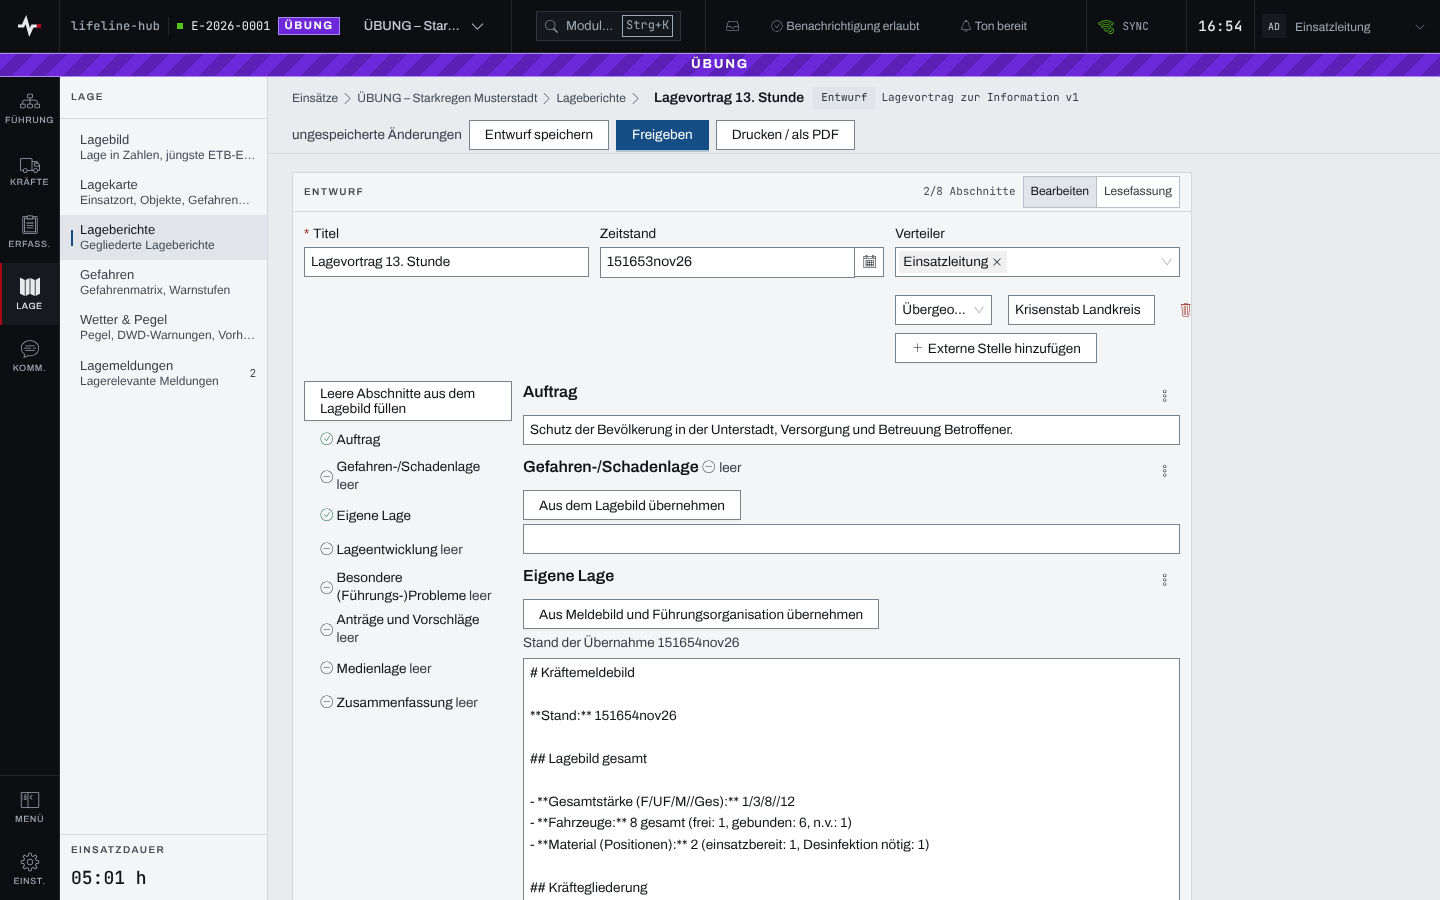 lifeline-hub
E-2026-0001 ÜBUNG
ÜBUNG – Star...
Modul... Strg+K
Benachrichtigung erlaubt
Ton bereit
SYNC
16:54
AD Einsatzleitung
ÜBUNG
FÜHRUNG
KRÄFTE
ERFASS.
LAGE
KOMM.
MENÜ
EINST.
LAGE
Lagebild
Lage in Zahlen, jüngste ETB-E...
Lagekarte
Einsatzort, Objekte, Gefahren...
Lageberichte
Gegliederte Lageberichte
Gefahren
Gefahrenmatrix, Warnstufen
Wetter & Pegel
Pegel, DWD-Warnungen, Vorh...
Lagemeldungen
Lagerelevante Meldungen 2
EINSATZDAUER
05:01 h
Einsätze > ÜBUNG – Starkregen Musterstadt > Lageberichte > Lagevortrag 13. Stunde Entwurf Lagevortrag zur Information v1
ungespeicherte Änderungen Entwurf speichern Freigeben Drucken / als PDF
ENTWURF 2/8 Abschnitte Bearbeiten Lesefassung
* Titel
Lagevortrag 13. Stunde
Zeitstand
151653nov26
Verteiler
Einsatzleitung ×
Übergeo... Krisenstab Landkreis
+ Externe Stelle hinzufügen
Leere Abschnitte aus dem
Lagebild füllen
Auftrag
Gefahren-/Schadenlage
leer
Eigene Lage
Lageentwicklung leer
Besondere
(Führungs-)Probleme leer
Anträge und Vorschläge
leer
Medienlage leer
Zusammenfassung leer
Auftrag
Schutz der Bevölkerung in der Unterstadt, Versorgung und Betreuung Betroffener.
Gefahren-/Schadenlage leer
Aus dem Lagebild übernehmen
Eigene Lage
Aus Meldebild und Führungsorganisation übernehmen
Stand der Übernahme 151654nov26
# Kräftemeldebild
**Stand:** 151654nov26
## Lagebild gesamt
- **Gesamtstärke (F/UF/M//Ges):** 1/3/8//12
- **Fahrzeuge:** 8 gesamt (frei: 1, gebunden: 6, n.v.: 1)
- **Material (Positionen):** 2 (einsatzbereit: 1, Desinfektion nötig: 1)
## Kräftegliederung